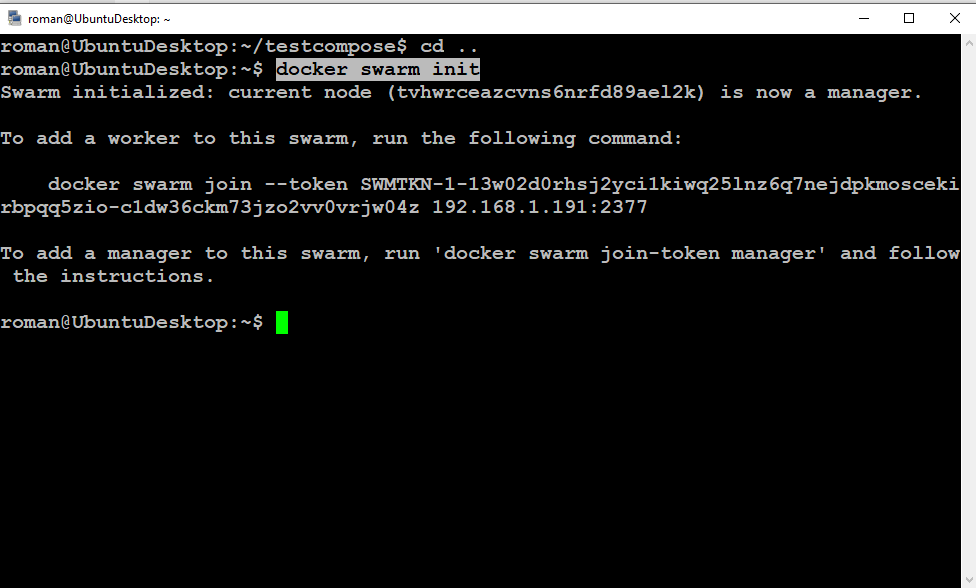 roman@UbuntuDesktop: ~
roman@UbuntuDesktop:~/testcompose$ cd ..
roman@UbuntuDesktop:~$ docker swarm init
Swarm initialized: current node (tvhwrceazcvns6nrfd89ael2k) is now a manager.
To add a worker to this swarm, run the following command:
docker swarm join --token SWMTKN-1-13w02d0rhsj2yci1kiwq25lnz6q7nejdpkmosceki
rbpqq5zio-c1dw36ckm73jzo2vv0vrjw04z 192.168.1.191:2377
To add a manager to this swarm, run 'docker swarm join-token manager' and follow
the instructions.
roman@UbuntuDesktop:~$